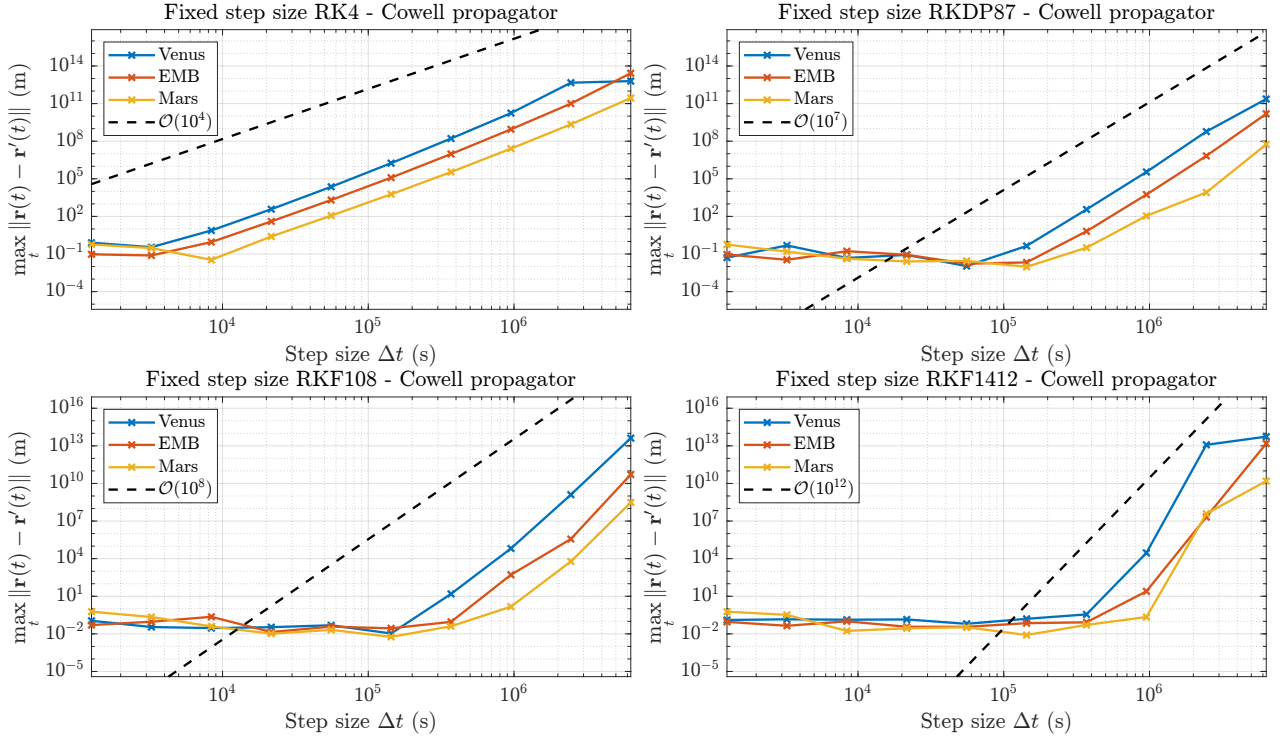 Fixed step size RK4 - Cowell propagator
Venus
EMB
Mars
𝒪(10⁴)
10¹⁴
10¹¹
10⁸
10⁵
10²
10⁻¹
10⁻⁴
max_t ||r(t) − r′(t)|| (m)
10⁴
10⁵
10⁶
Step size Δt (s)
Fixed step size RKDP87 - Cowell propagator
Venus
EMB
Mars
𝒪(10⁷)
10¹⁴
10¹¹
10⁸
10⁵
10²
10⁻¹
10⁻⁴
max_t ||r(t) − r′(t)|| (m)
10⁴
10⁵
10⁶
Step size Δt (s)
Fixed step size RKF108 - Cowell propagator
Venus
EMB
Mars
𝒪(10⁸)
10¹⁶
10¹³
10¹⁰
10⁷
10⁴
10¹
10⁻²
10⁻⁵
max_t ||r(t) − r′(t)|| (m)
10⁴
10⁵
10⁶
Step size Δt (s)
Fixed step size RKF1412 - Cowell propagator
Venus
EMB
Mars
𝒪(10¹²)
10¹⁶
10¹³
10¹⁰
10⁷
10⁴
10¹
10⁻²
10⁻⁵
max_t ||r(t) − r′(t)|| (m)
10⁴
10⁵
10⁶
Step size Δt (s)